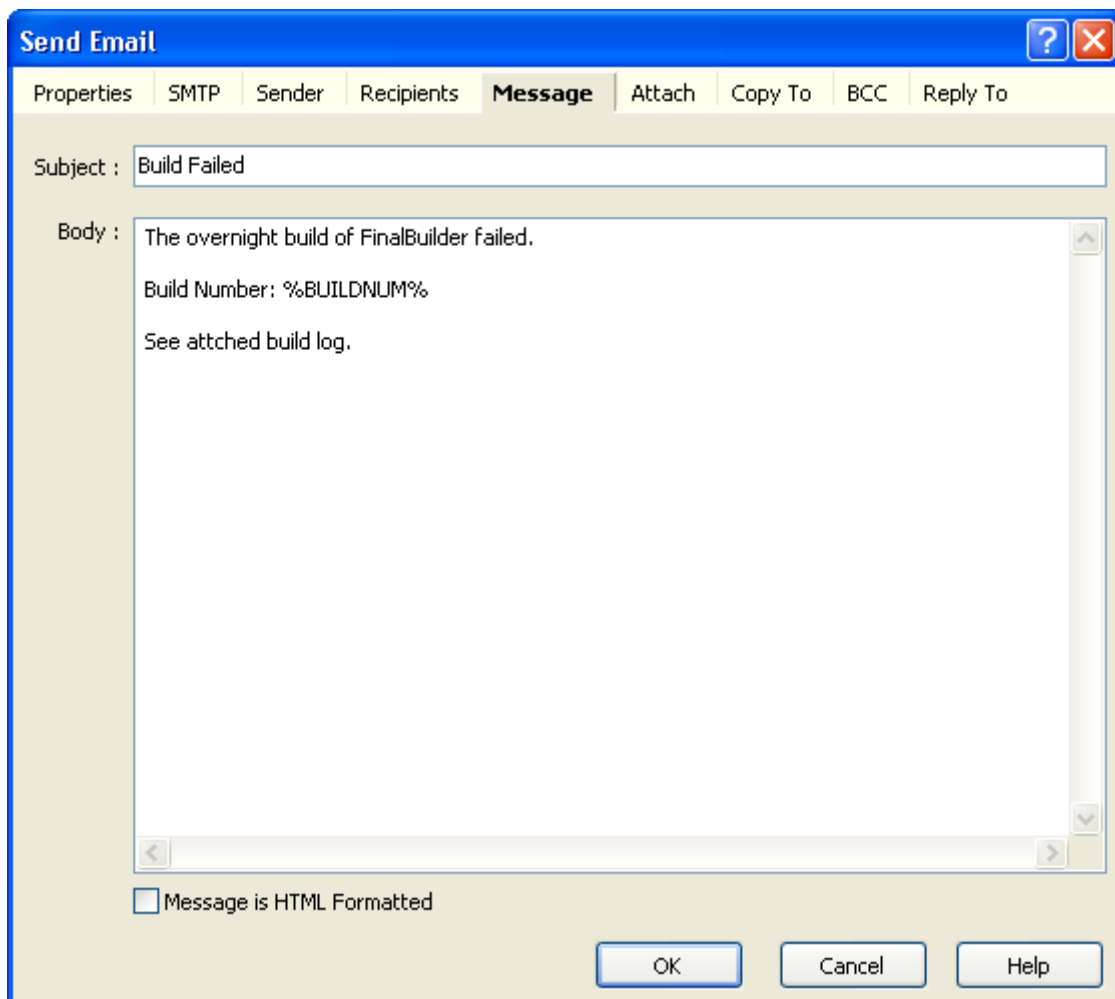 Send Email
Properties SMTP Sender Recipients Message Attach Copy To BCC Reply To
Subject : Build Failed
Body : The overnight build of FinalBuilder failed.
Build Number: %BUILDNUM%
See attched build log.
Message is HTML Formatted
OK Cancel Help